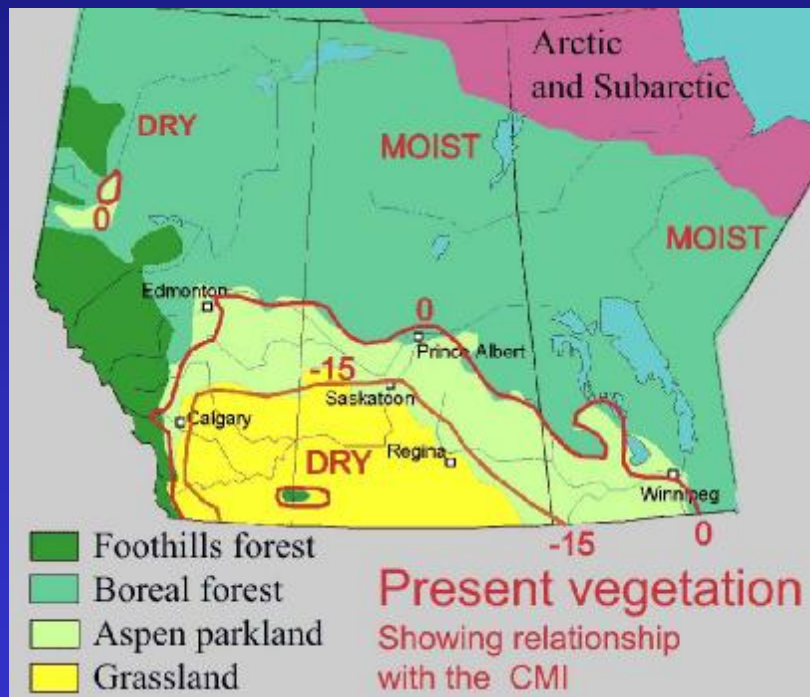 Arctic
and Subarctic
DRY
MOIST
0
MOIST
Edmonton
0
Prince Albert
-15
Saskatoon
Calgary
DRY
Regina
Winnipeg
-15
0
Foothills forest
Boreal forest
Aspen parkland
Grassland
Present vegetation
Showing relationship
with the CMI